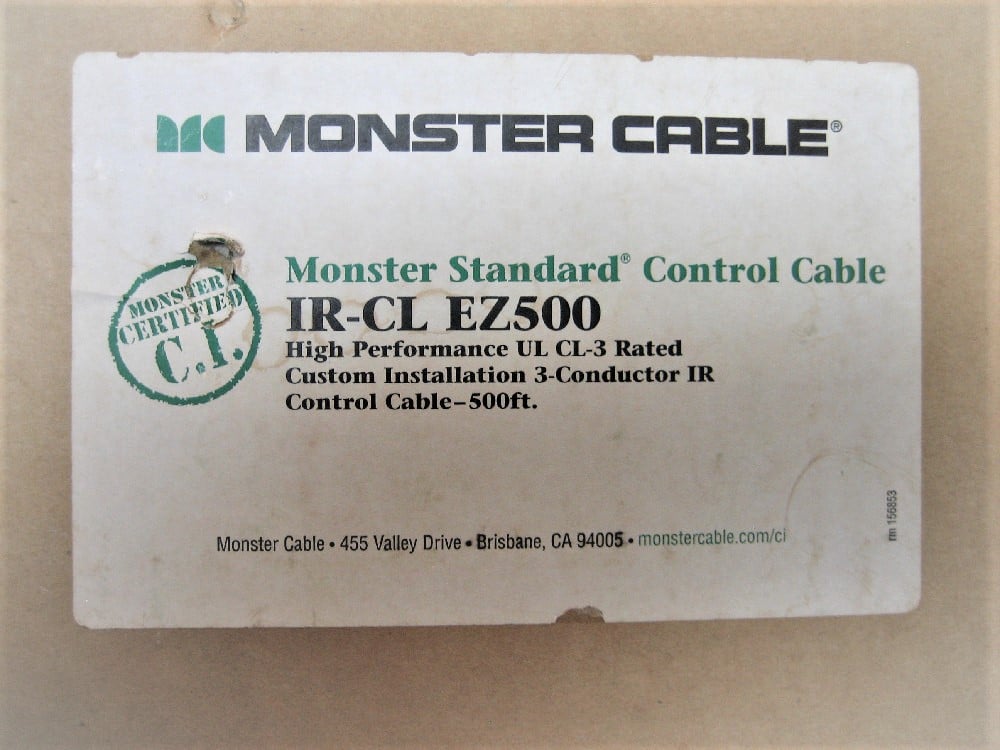 MONSTER CABLE®
Monster Standard® Control Cable
MONSTER
CERTIFIED
C.I.
IR-CL EZ500
High Performance UL CL-3 Rated
Custom Installation 3-Conductor IR
Control Cable–500ft.
rm 156853
Monster Cable • 455 Valley Drive • Brisbane, CA 94005 • monstercable.com/ci